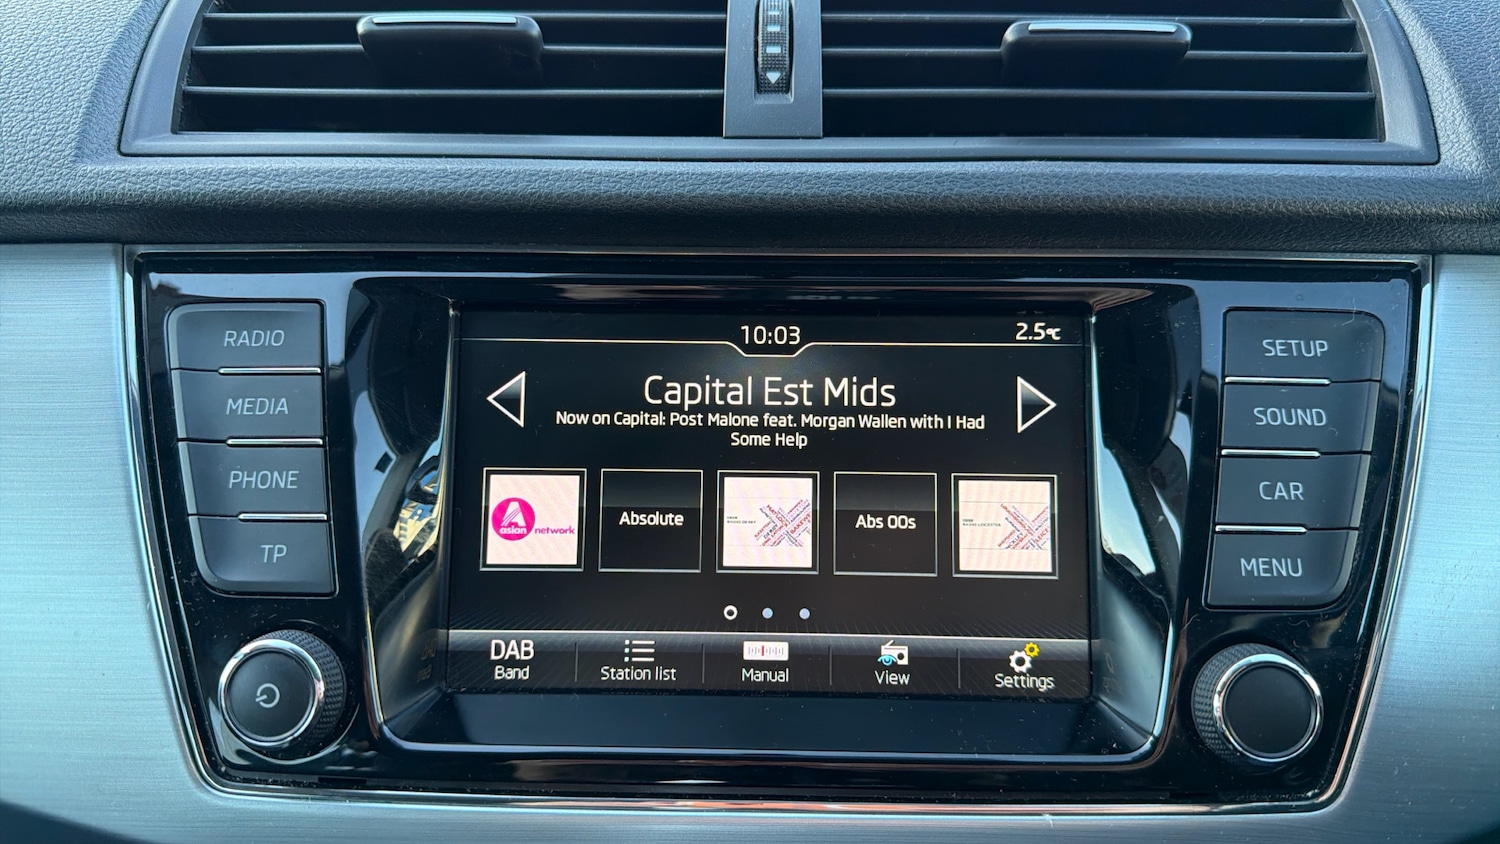 10:03
2.5°C
Capital Est Mids
Now on Capital: Post Malone feat. Morgan Wallen with I Had
Some Help
asian network
Absolute
Abs 00s
DAB
Band
Station list
Manual
View
Settings
RADIO
MEDIA
PHONE
TP
SETUP
SOUND
CAR
MENU